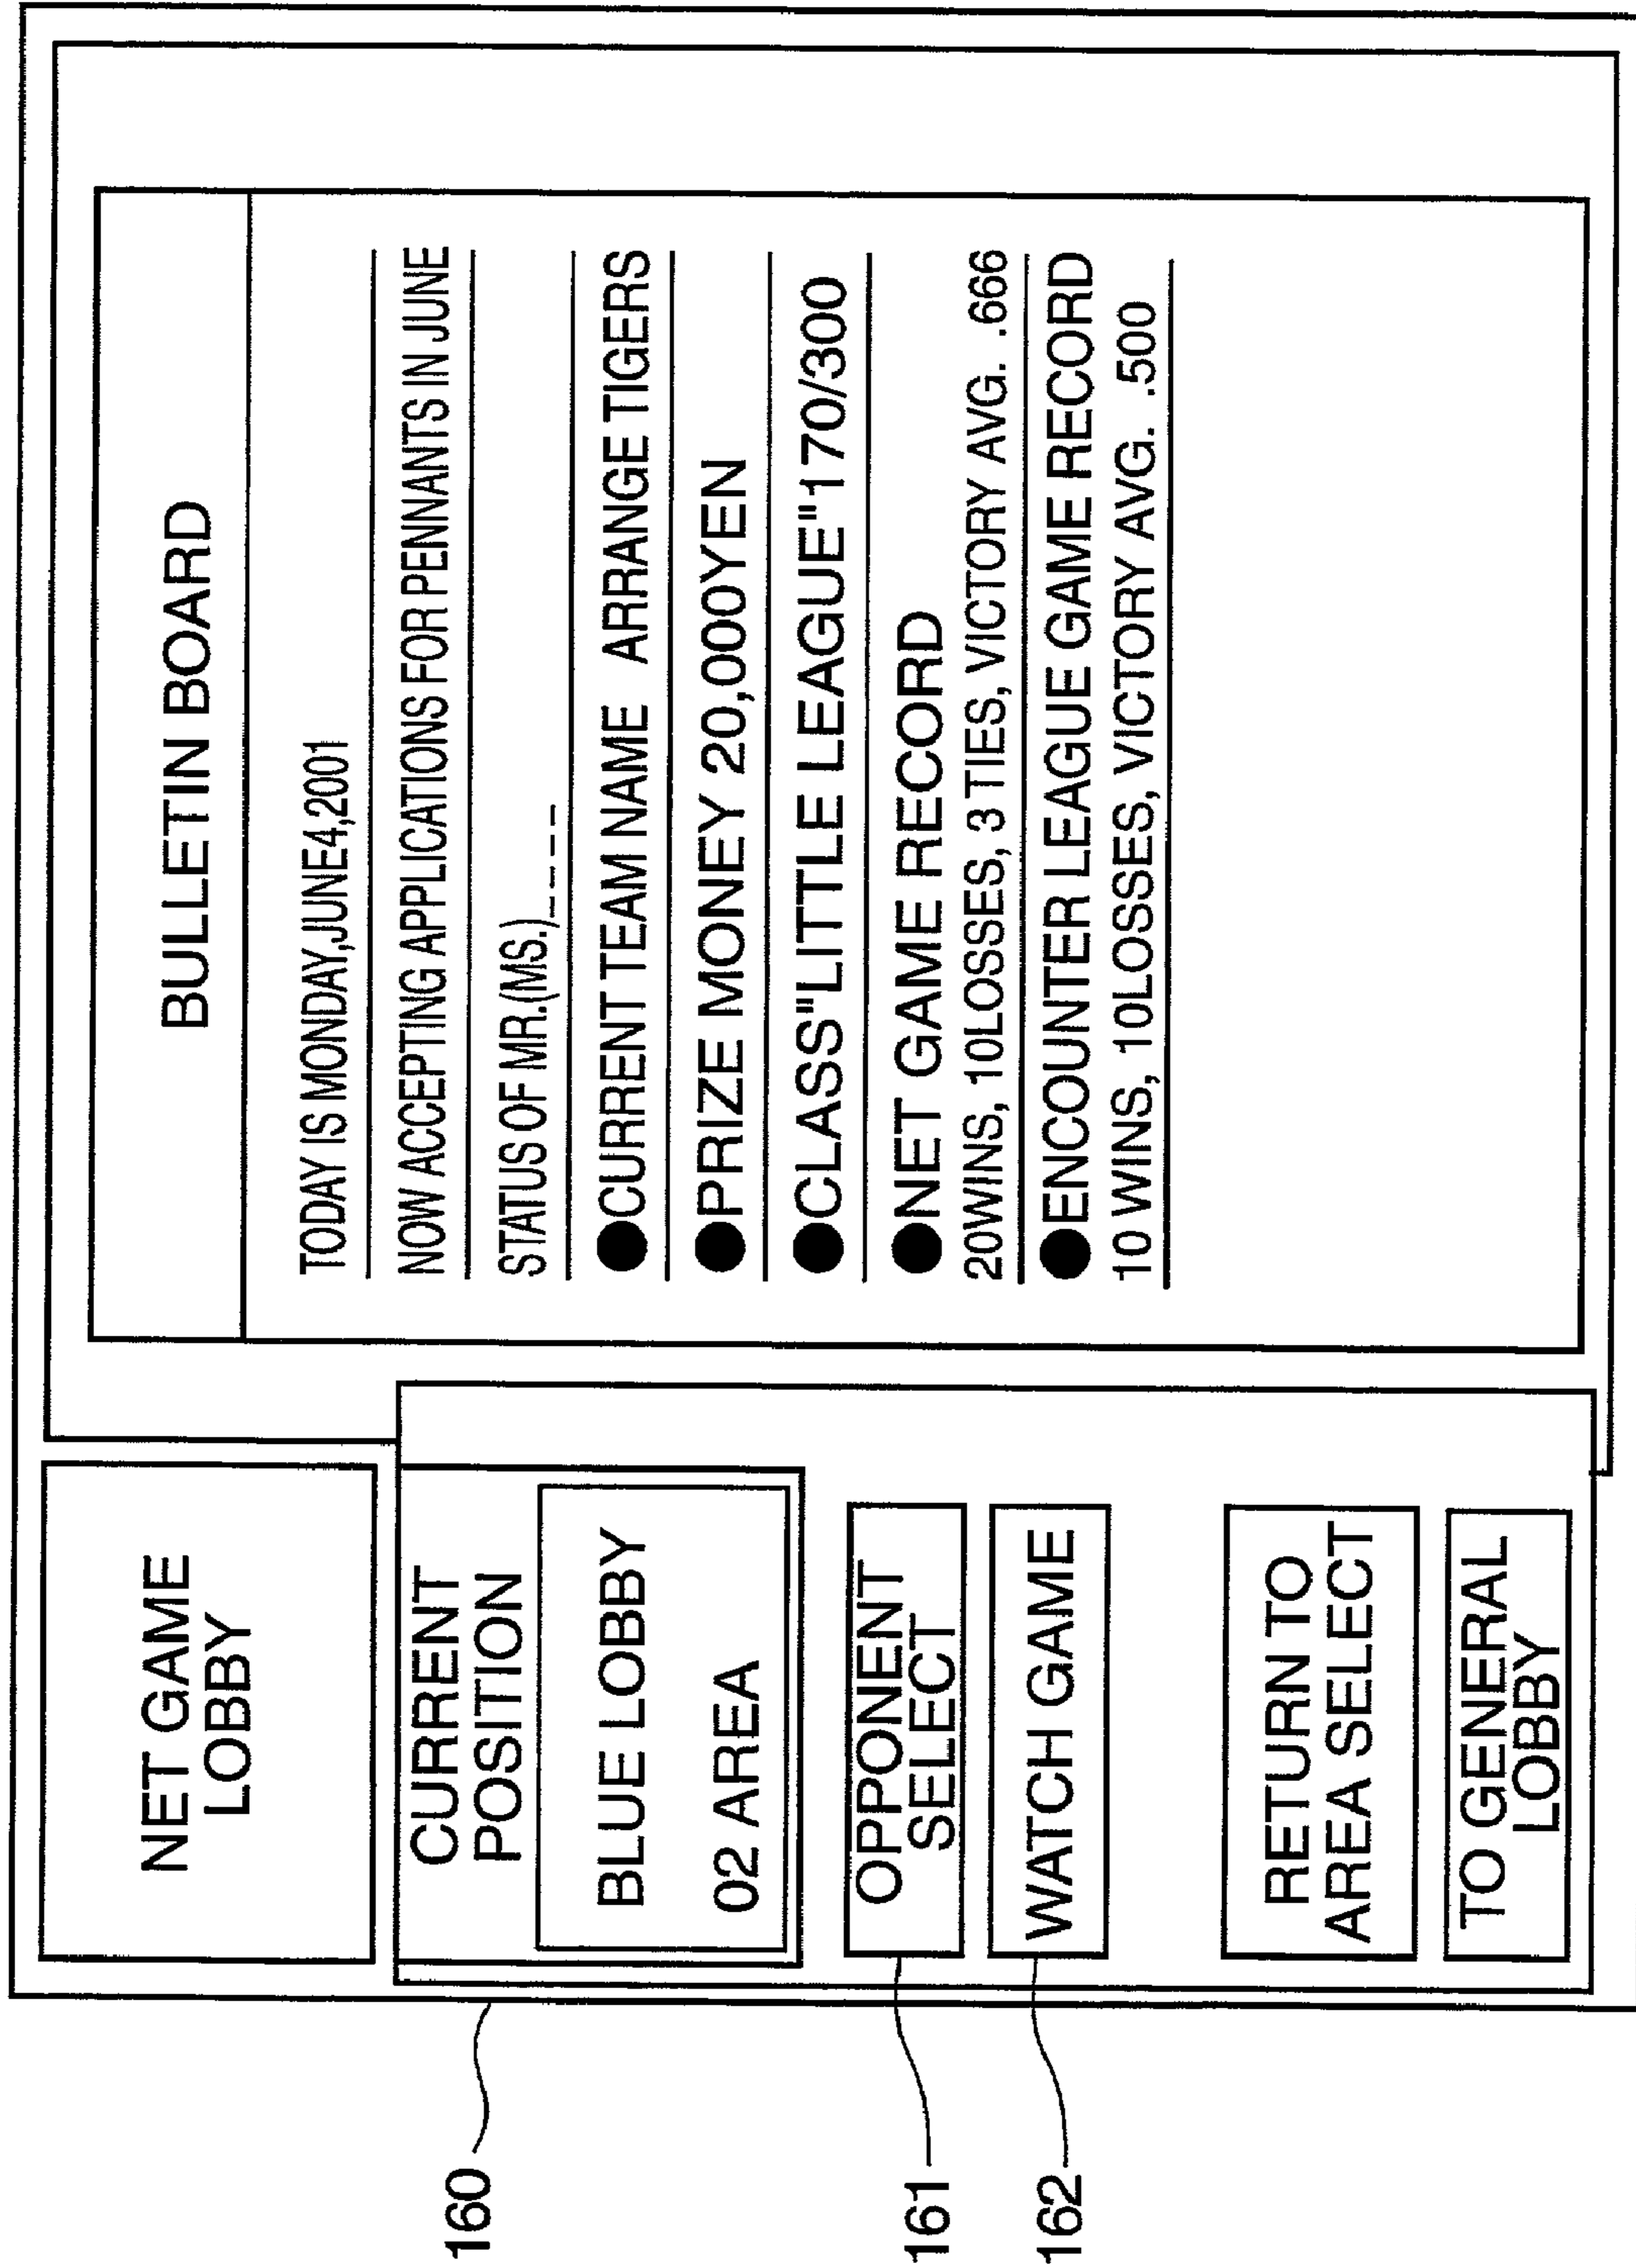 NET GAME
LOBBY
CURRENT
POSITION
BLUE LOBBY
02 AREA
OPPONENT
SELECT
WATCH GAME
RETURN TO
AREA SELECT
TO GENERAL
LOBBY
BULLETIN BOARD
TODAY IS MONDAY,JUNE4,2001
NOW ACCEPTING APPLICATIONS FOR PENNANTS IN JUNE
STATUS OF MR.(MS.)_ _ _ _
●CURRENT TEAM NAME ARRANGE TIGERS
●PRIZE MONEY 20,000YEN
●CLASS"LITTLE LEAGUE"170/300
●NET GAME RECORD
20WINS, 10LOSSES, 3 TIES, VICTORY AVG. .666
●ENCOUNTER LEAGUE GAME RECORD
10 WINS, 10LOSSES, VICTORY AVG. .500
160
161
162